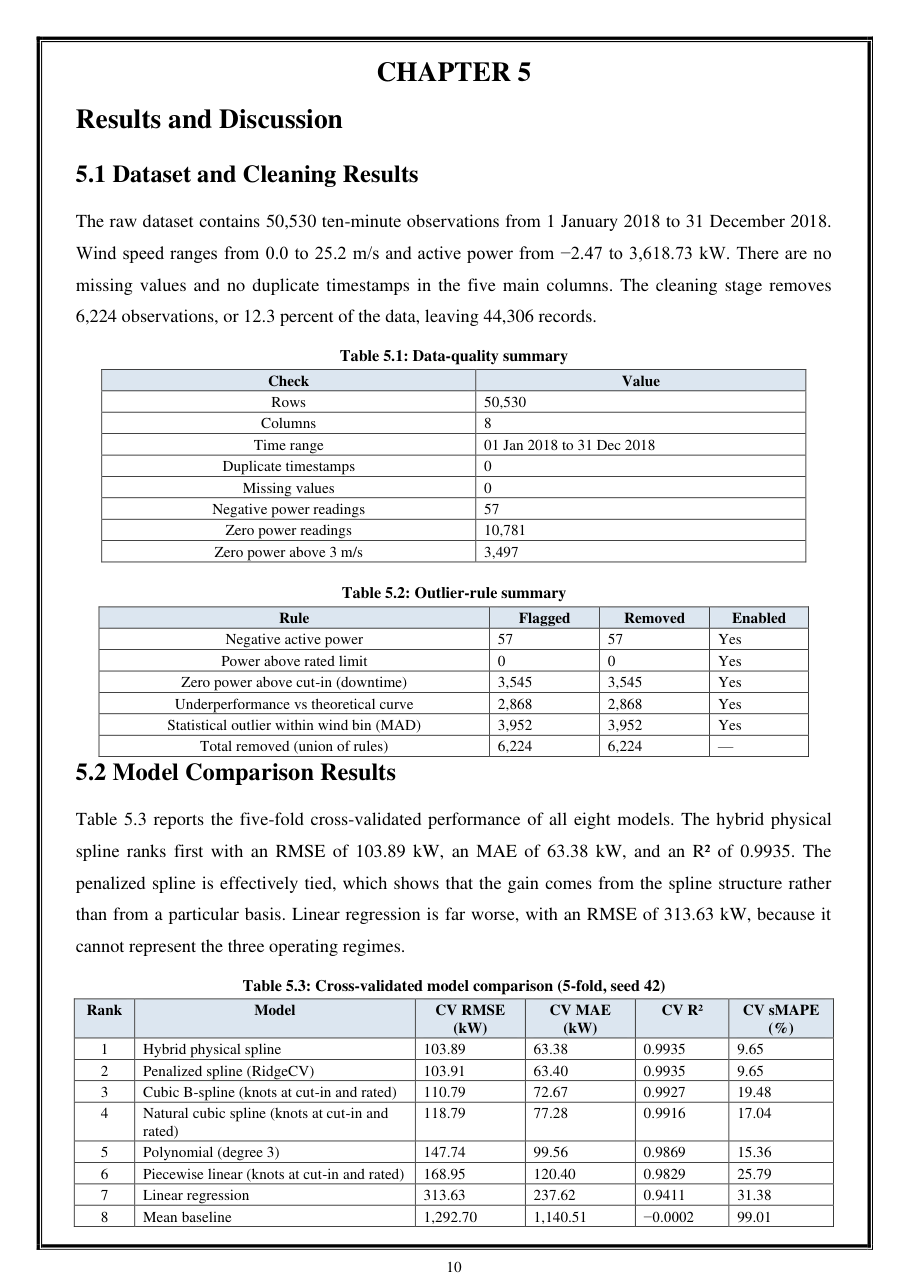 CHAPTER 5
Results and Discussion
5.1 Dataset and Cleaning Results
The raw dataset contains 50,530 ten-minute observations from 1 January 2018 to 31 December 2018.
Wind speed ranges from 0.0 to 25.2 m/s and active power from −2.47 to 3,618.73 kW. There are no
missing values and no duplicate timestamps in the five main columns. The cleaning stage removes
6,224 observations, or 12.3 percent of the data, leaving 44,306 records.
Table 5.1: Data-quality summary
Check Value
Rows 50,530
Columns 8
Time range 01 Jan 2018 to 31 Dec 2018
Duplicate timestamps 0
Missing values 0
Negative power readings 57
Zero power readings 10,781
Zero power above 3 m/s 3,497
Table 5.2: Outlier-rule summary
Rule Flagged Removed Enabled
Negative active power 57 57 Yes
Power above rated limit 0 0 Yes
Zero power above cut-in (downtime) 3,545 3,545 Yes
Underperformance vs theoretical curve 2,868 2,868 Yes
Statistical outlier within wind bin (MAD) 3,952 3,952 Yes
Total removed (union of rules) 6,224 6,224 —
5.2 Model Comparison Results
Table 5.3 reports the five-fold cross-validated performance of all eight models. The hybrid physical
spline ranks first with an RMSE of 103.89 kW, an MAE of 63.38 kW, and an R² of 0.9935. The
penalized spline is effectively tied, which shows that the gain comes from the spline structure rather
than from a particular basis. Linear regression is far worse, with an RMSE of 313.63 kW, because it
cannot represent the three operating regimes.
Table 5.3: Cross-validated model comparison (5-fold, seed 42)
Rank Model CV RMSE CV MAE CV R² CV sMAPE
(kW) (kW) (%)
1 Hybrid physical spline 103.89 63.38 0.9935 9.65
2 Penalized spline (RidgeCV) 103.91 63.40 0.9935 9.65
3 Cubic B-spline (knots at cut-in and rated) 110.79 72.67 0.9927 19.48
4 Natural cubic spline (knots at cut-in and 118.79 77.28 0.9916 17.04
rated)
5 Polynomial (degree 3) 147.74 99.56 0.9869 15.36
6 Piecewise linear (knots at cut-in and rated) 168.95 120.40 0.9829 25.79
7 Linear regression 313.63 237.62 0.9411 31.38
8 Mean baseline 1,292.70 1,140.51 −0.0002 99.01
10